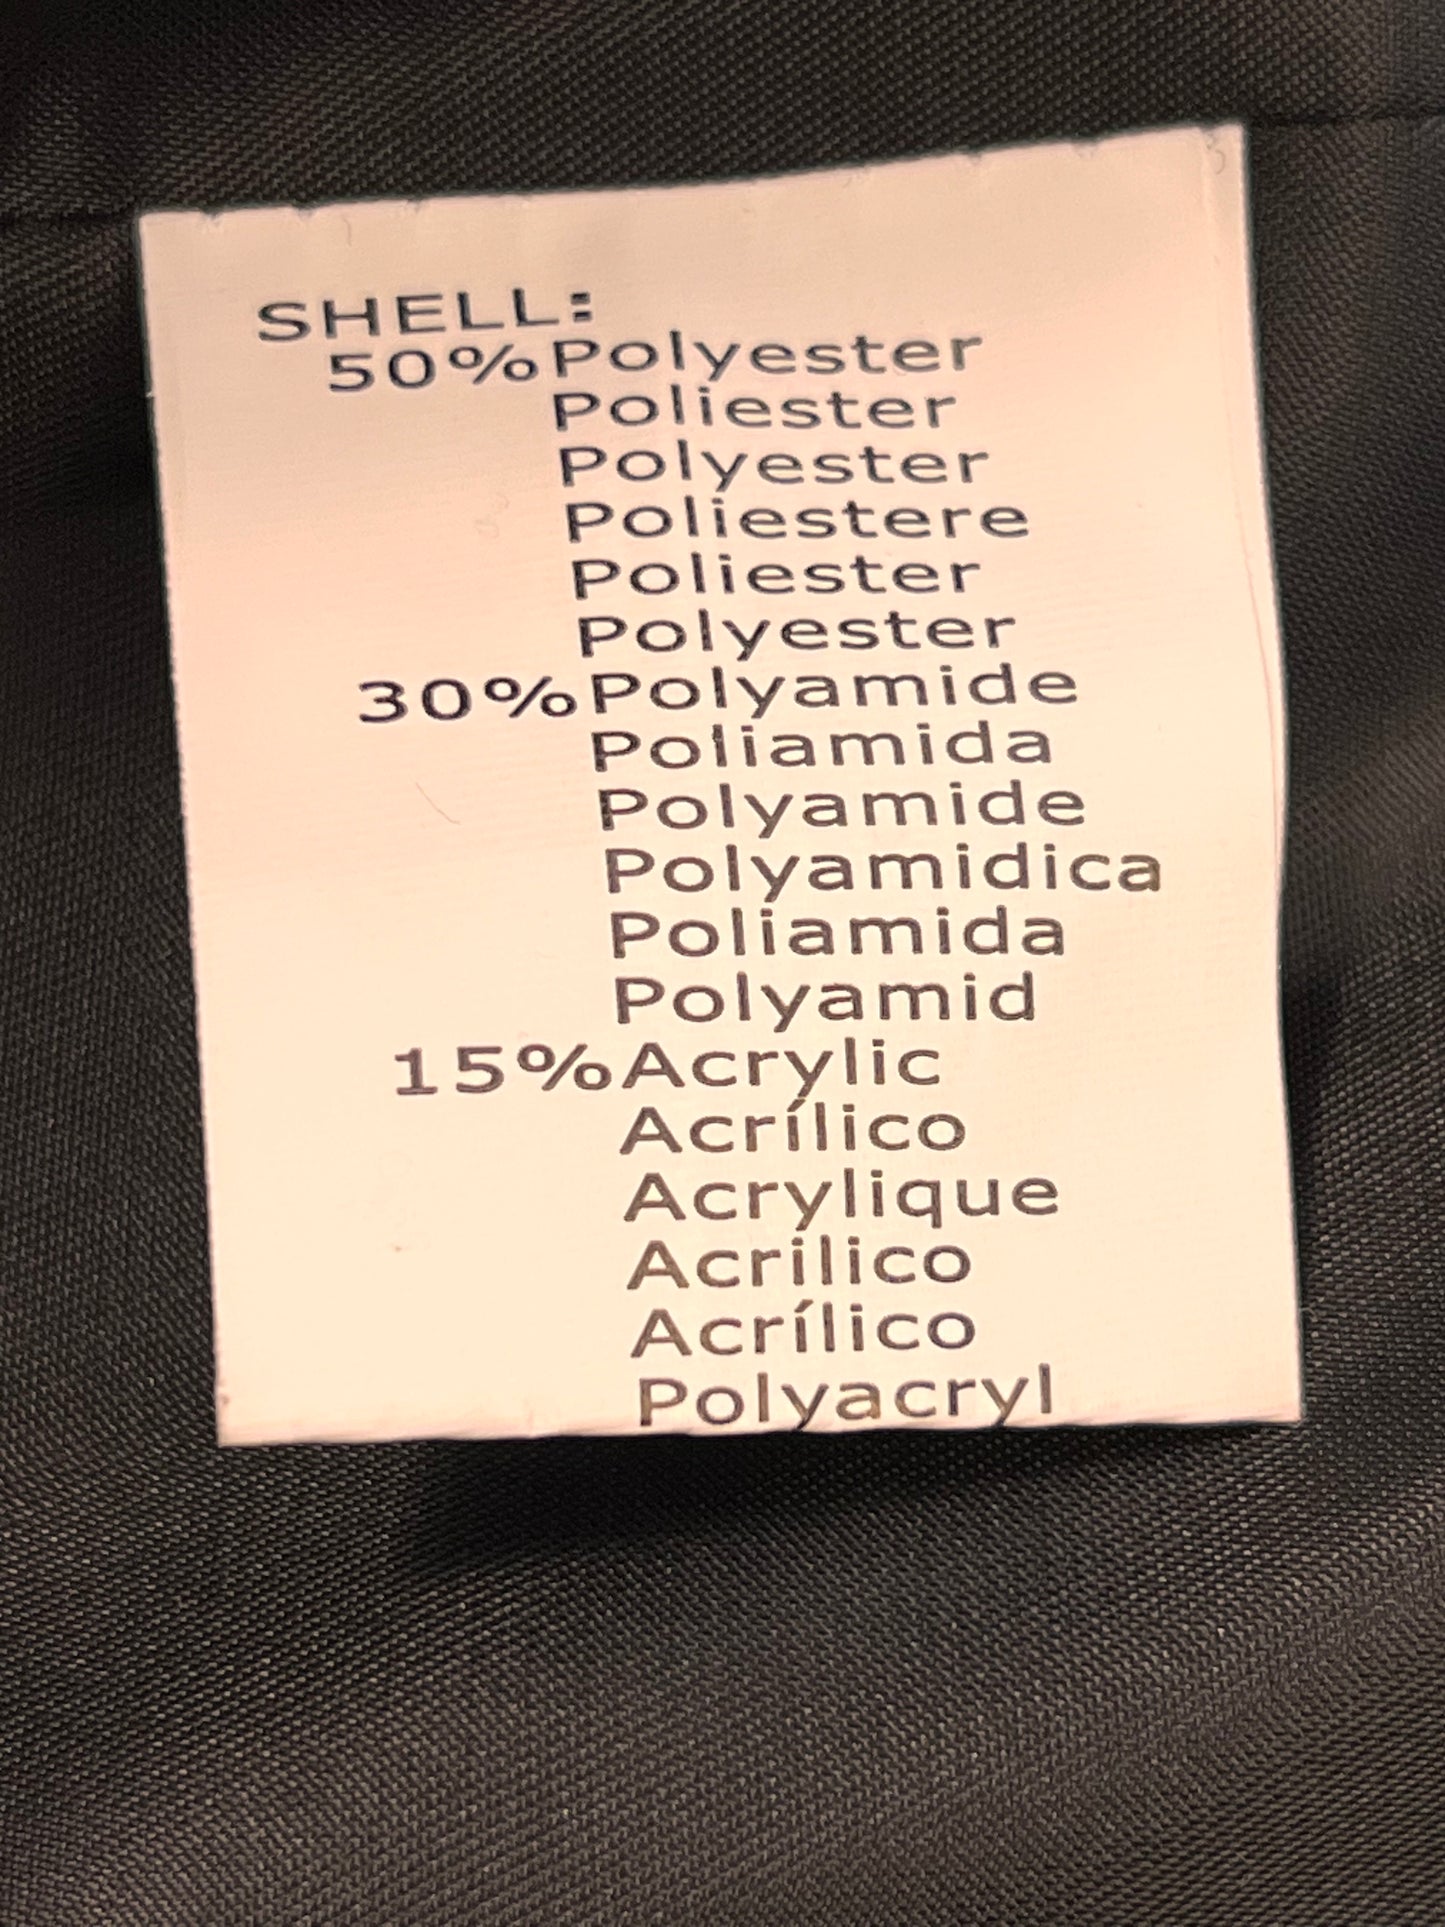 SHELL:
50%Polyester
Poliester
Polyester
Poliestere
Poliester
Polyester
30%Polyamide
Poliamida
Polyamide
Polyamidica
Poliamida
Polyamid
15%Acrylic
Acrílico
Acrylique
Acrilico
Acrílico
Polyacryl